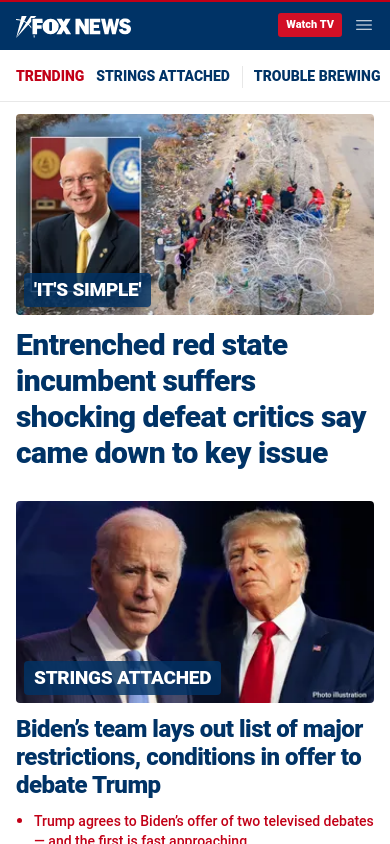 FOX NEWS
Watch TV
TRENDING STRINGS ATTACHED TROUBLE BREWING
'IT'S SIMPLE'
Entrenched red state
incumbent suffers
shocking defeat critics say
came down to key issue
STRINGS ATTACHED
Photo illustration
Biden's team lays out list of major
restrictions, conditions in offer to
debate Trump
• Trump agrees to Biden's offer of two televised debates
— and the first is fast approaching